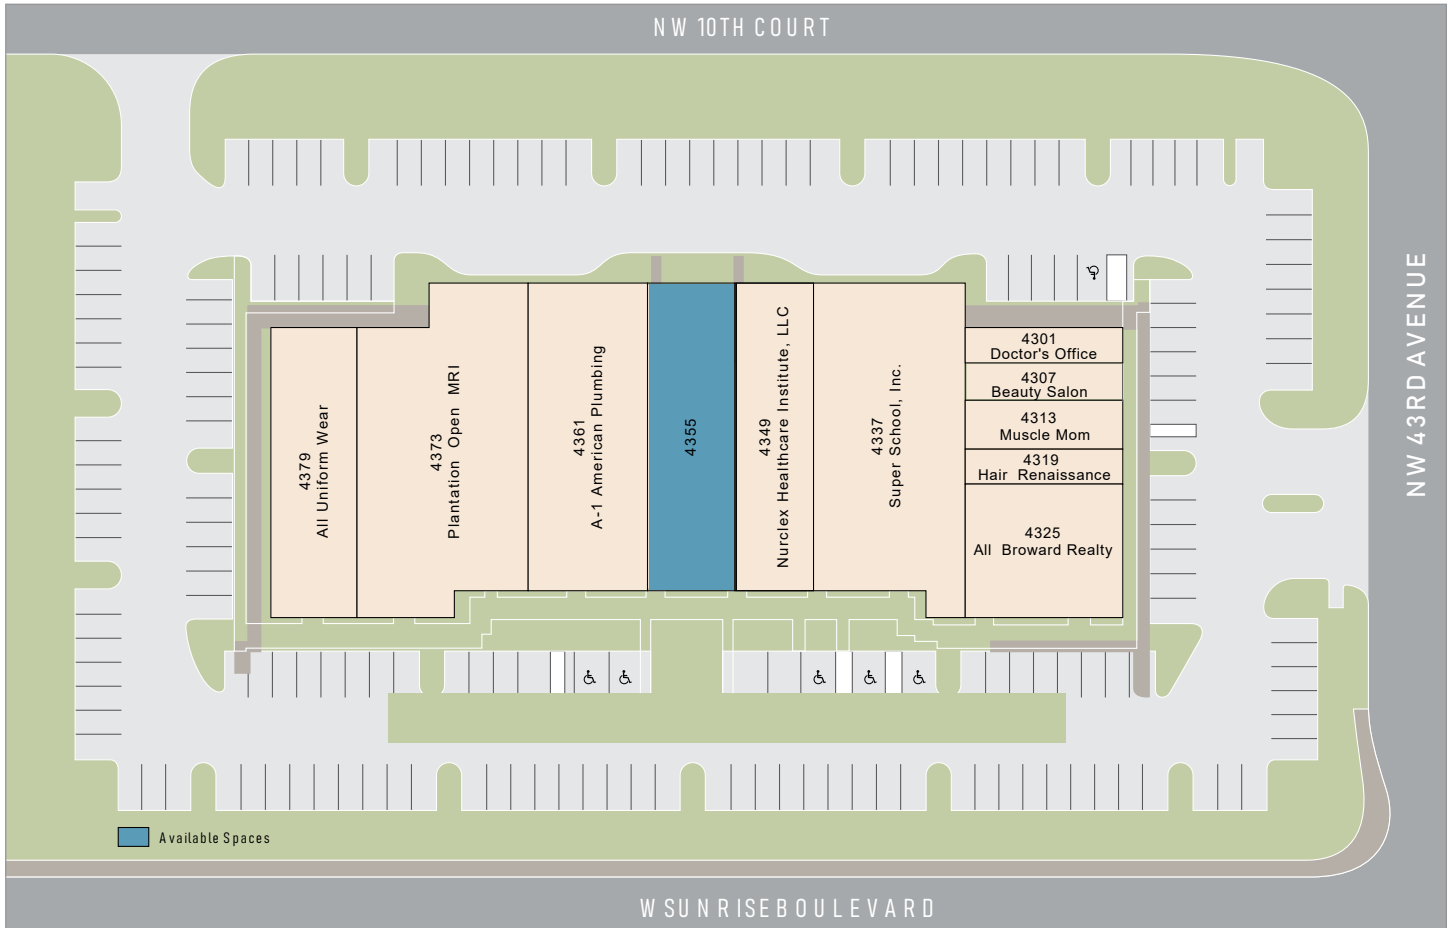 NW 10TH COURT
NW 43RD AVENUE
4379
All Uniform Wear
4373
Plantation Open MRI
4361
A-1 American Plumbing
4355
4349
Nurclex Healthcare Institute, LLC
4337
Super School, Inc.
4301
Doctor's Office
4307
Beauty Salon
4313
Muscle Mom
4319
Hair Renaissance
4325
All Broward Realty
Available Spaces
W SUNRISE BOULEVARD